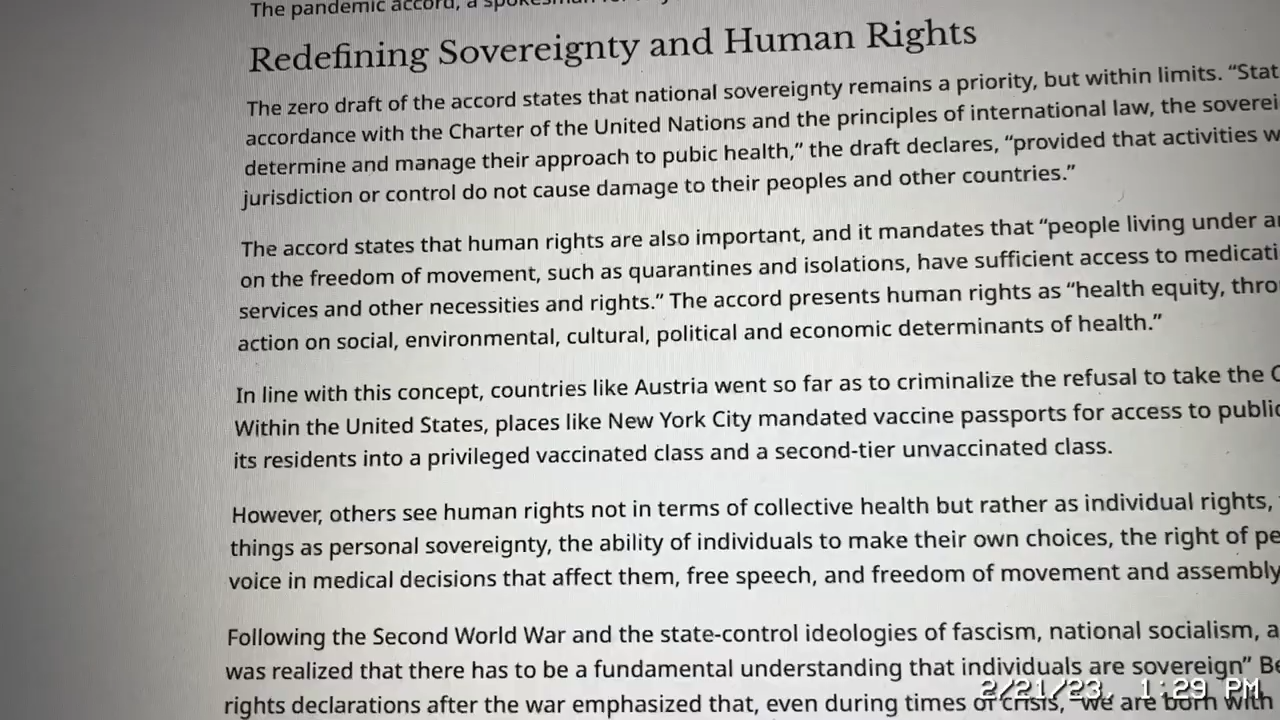 The pandemic accord, a spokesman for
Redefining Sovereignty and Human Rights
The zero draft of the accord states that national sovereignty remains a priority, but within limits. “Stat
accordance with the Charter of the United Nations and the principles of international law, the soverei
determine and manage their approach to pubic health,” the draft declares, “provided that activities w
jurisdiction or control do not cause damage to their peoples and other countries.”
The accord states that human rights are also important, and it mandates that “people living under a
on the freedom of movement, such as quarantines and isolations, have sufficient access to medicati
services and other necessities and rights.” The accord presents human rights as “health equity, thro
action on social, environmental, cultural, political and economic determinants of health.”
In line with this concept, countries like Austria went so far as to criminalize the refusal to take the C
Within the United States, places like New York City mandated vaccine passports for access to public
its residents into a privileged vaccinated class and a second-tier unvaccinated class.
However, others see human rights not in terms of collective health but rather as individual rights,
things as personal sovereignty, the ability of individuals to make their own choices, the right of pe
voice in medical decisions that affect them, free speech, and freedom of movement and assembly
Following the Second World War and the state-control ideologies of fascism, national socialism, a
was realized that there has to be a fundamental understanding that individuals are sovereign” Be
rights declarations after the war emphasized that, even during times of crisis, “we are born with
2/21/23, 1:29 PM